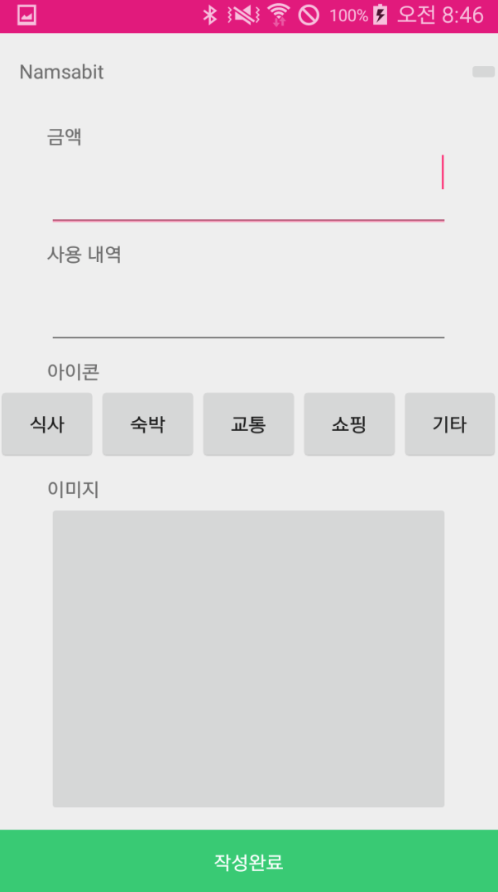 100% 오전 8:46
Namsabit
금액
사용 내역
아이콘
식사 숙박 교통 쇼핑 기타
이미지
작성완료